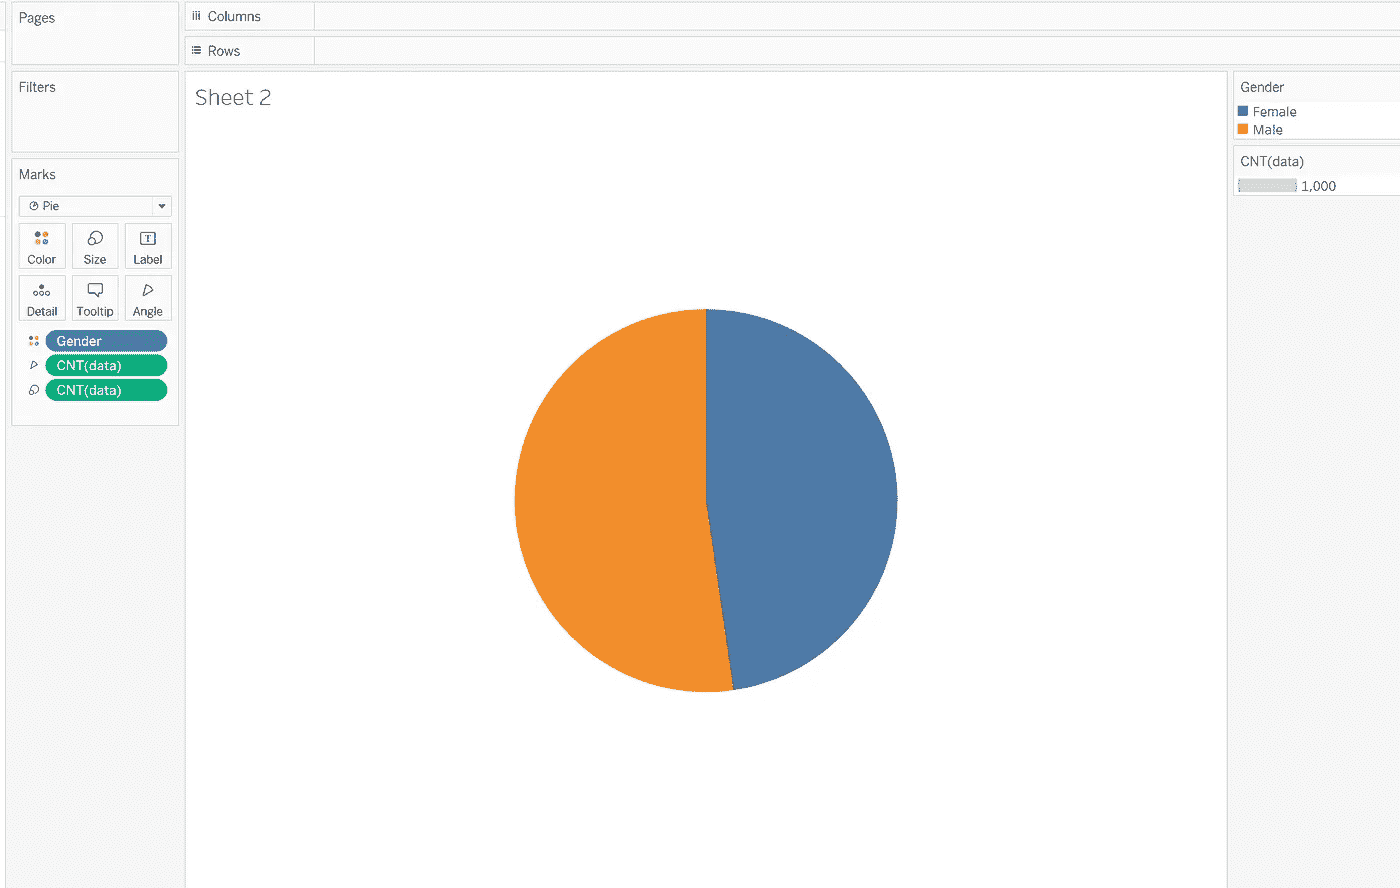 Pages
Columns
Rows
Filters
Sheet 2
Marks
Pie
Color
Size
Label
Detail
Tooltip
Angle
Gender
CNT(data)
CNT(data)
Gender
Female
Male
CNT(data)
1,000